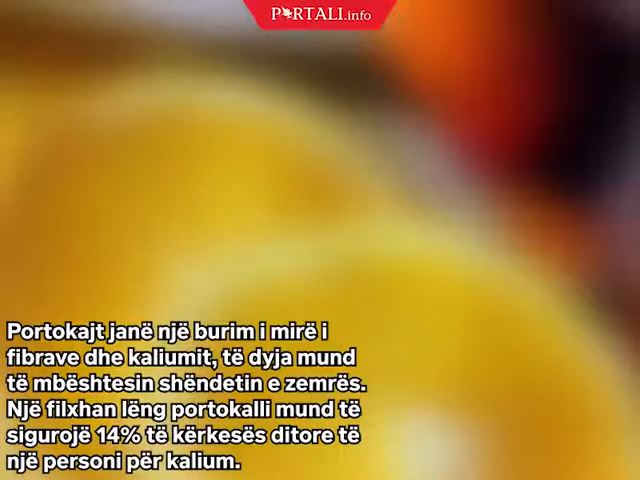 PORTALI.info
Portokajt janë një burim i mirë i
fibrave dhe kaliumit, të dyja mund
të mbështesin shëndetin e zemrës.
Një filxhan lëng portokalli mund të
sigurojë 14% të kërkesës ditore të
një personi për kalium.